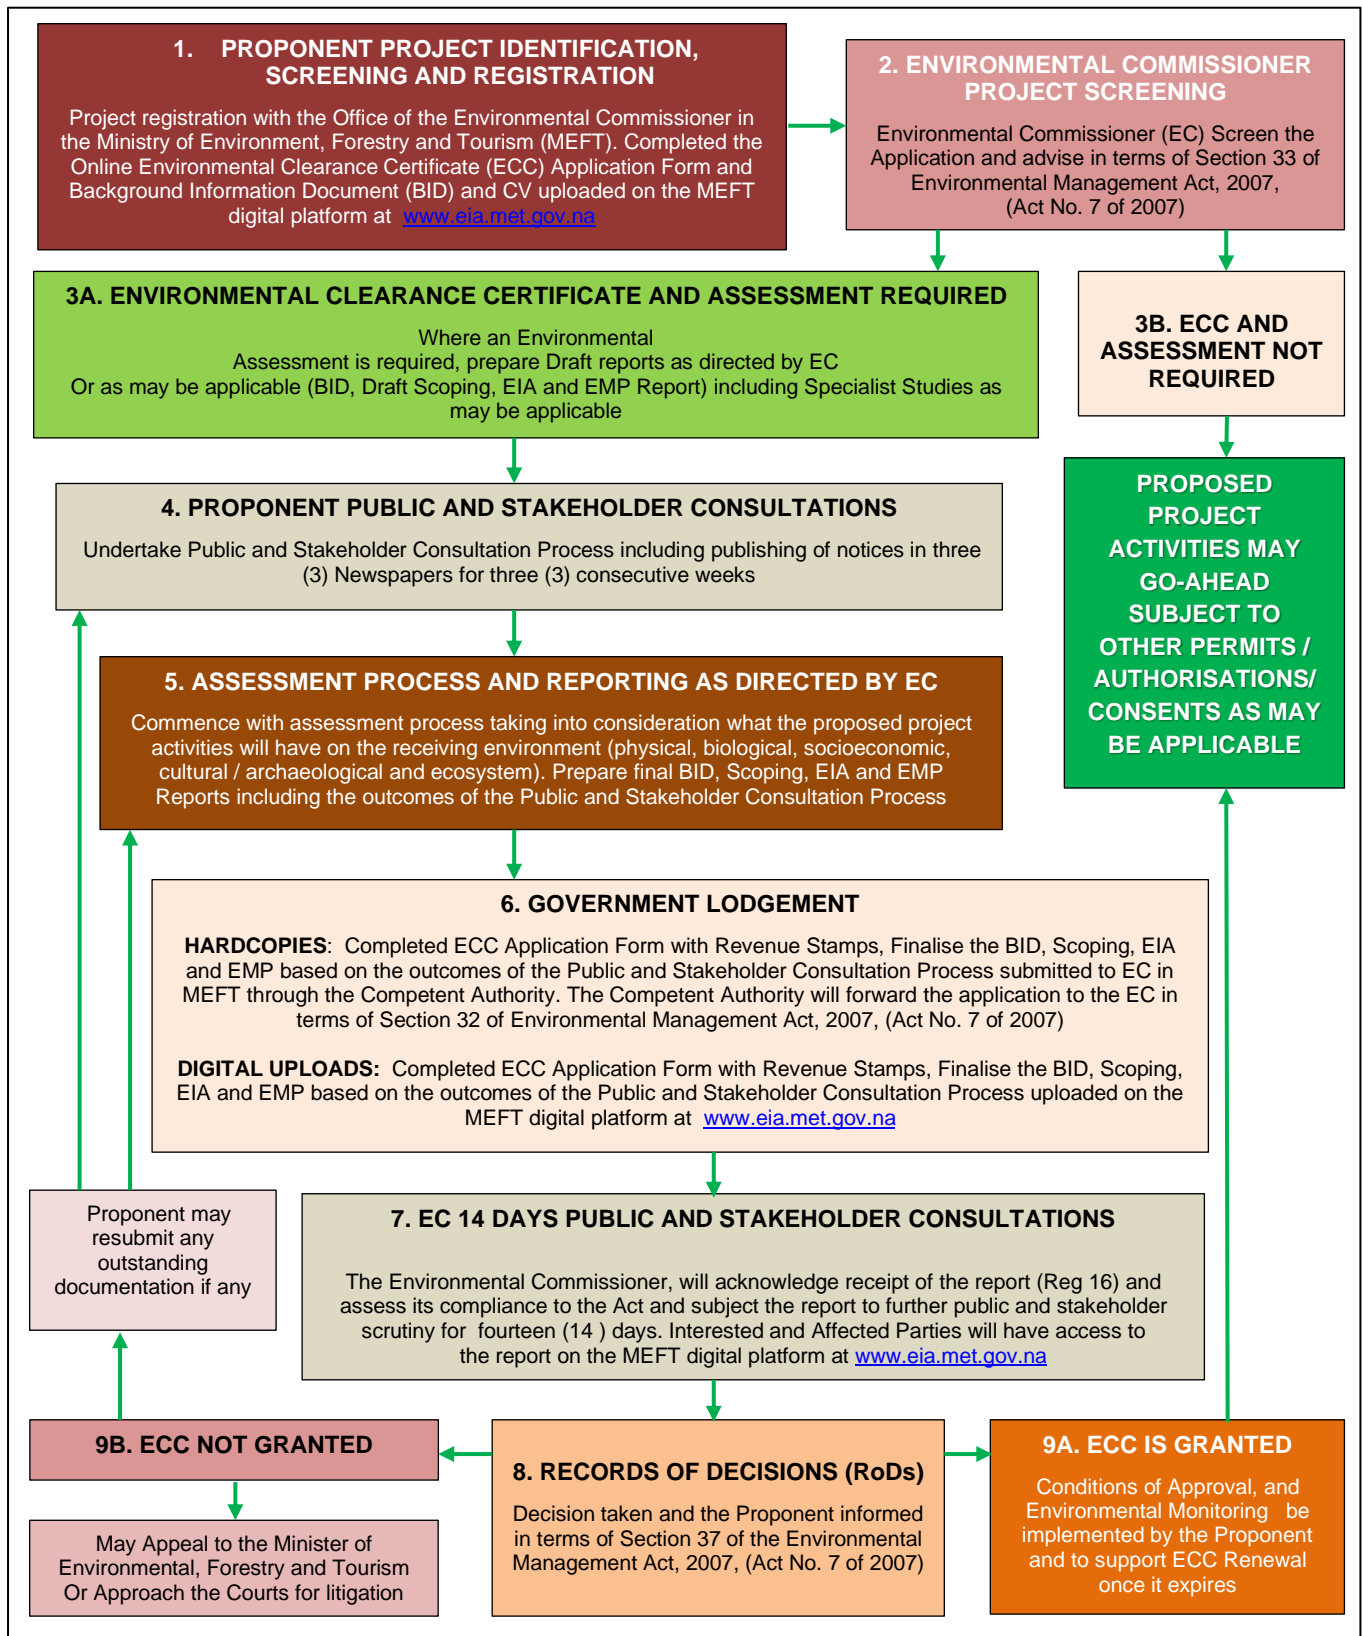 1. PROPONENT PROJECT IDENTIFICATION,
SCREENING AND REGISTRATION
Project registration with the Office of the Environmental Commissioner in
the Ministry of Environment, Forestry and Tourism (MEFT). Completed the
Online Environmental Clearance Certificate (ECC) Application Form and
Background Information Document (BID) and CV uploaded on the MEFT
digital platform at www.eia.met.gov.na
2. ENVIRONMENTAL COMMISSIONER
PROJECT SCREENING
Environmental Commissioner (EC) Screen the
Application and advise in terms of Section 33 of
Environmental Management Act, 2007,
(Act No. 7 of 2007)
3A. ENVIRONMENTAL CLEARANCE CERTIFICATE AND ASSESSMENT REQUIRED
Where an Environmental
Assessment is required, prepare Draft reports as directed by EC
Or as may be applicable (BID, Draft Scoping, EIA and EMP Report) including Specialist Studies as
may be applicable
3B. ECC AND
ASSESSMENT NOT
REQUIRED
4. PROPONENT PUBLIC AND STAKEHOLDER CONSULTATIONS
Undertake Public and Stakeholder Consultation Process including publishing of notices in three
(3) Newspapers for three (3) consecutive weeks
PROPOSED
PROJECT
ACTIVITIES MAY
GO-AHEAD
SUBJECT TO
OTHER PERMITS /
AUTHORISATIONS/
CONSENTS AS MAY
BE APPLICABLE
5. ASSESSMENT PROCESS AND REPORTING AS DIRECTED BY EC
Commence with assessment process taking into consideration what the proposed project
activities will have on the receiving environment (physical, biological, socioeconomic,
cultural / archaeological and ecosystem). Prepare final BID, Scoping, EIA and EMP
Reports including the outcomes of the Public and Stakeholder Consultation Process
6. GOVERNMENT LODGEMENT
HARDCOPIES: Completed ECC Application Form with Revenue Stamps, Finalise the BID, Scoping, EIA
and EMP based on the outcomes of the Public and Stakeholder Consultation Process submitted to EC in
MEFT through the Competent Authority. The Competent Authority will forward the application to the EC in
terms of Section 32 of Environmental Management Act, 2007, (Act No. 7 of 2007)
DIGITAL UPLOADS: Completed ECC Application Form with Revenue Stamps, Finalise the BID, Scoping,
EIA and EMP based on the outcomes of the Public and Stakeholder Consultation Process uploaded on the
MEFT digital platform at www.eia.met.gov.na
Proponent may
resubmit any
outstanding
documentation if any
7. EC 14 DAYS PUBLIC AND STAKEHOLDER CONSULTATIONS
The Environmental Commissioner, will acknowledge receipt of the report (Reg 16) and
assess its compliance to the Act and subject the report to further public and stakeholder
scrutiny for fourteen (14 ) days. Interested and Affected Parties will have access to
the report on the MEFT digital platform at www.eia.met.gov.na
9B. ECC NOT GRANTED
May Appeal to the Minister of
Environmental, Forestry and Tourism
Or Approach the Courts for litigation
8. RECORDS OF DECISIONS (RoDs)
Decision taken and the Proponent informed
in terms of Section 37 of the Environmental
Management Act, 2007, (Act No. 7 of 2007)
9A. ECC IS GRANTED
Conditions of Approval, and
Environmental Monitoring be
implemented by the Proponent
and to support ECC Renewal
once it expires